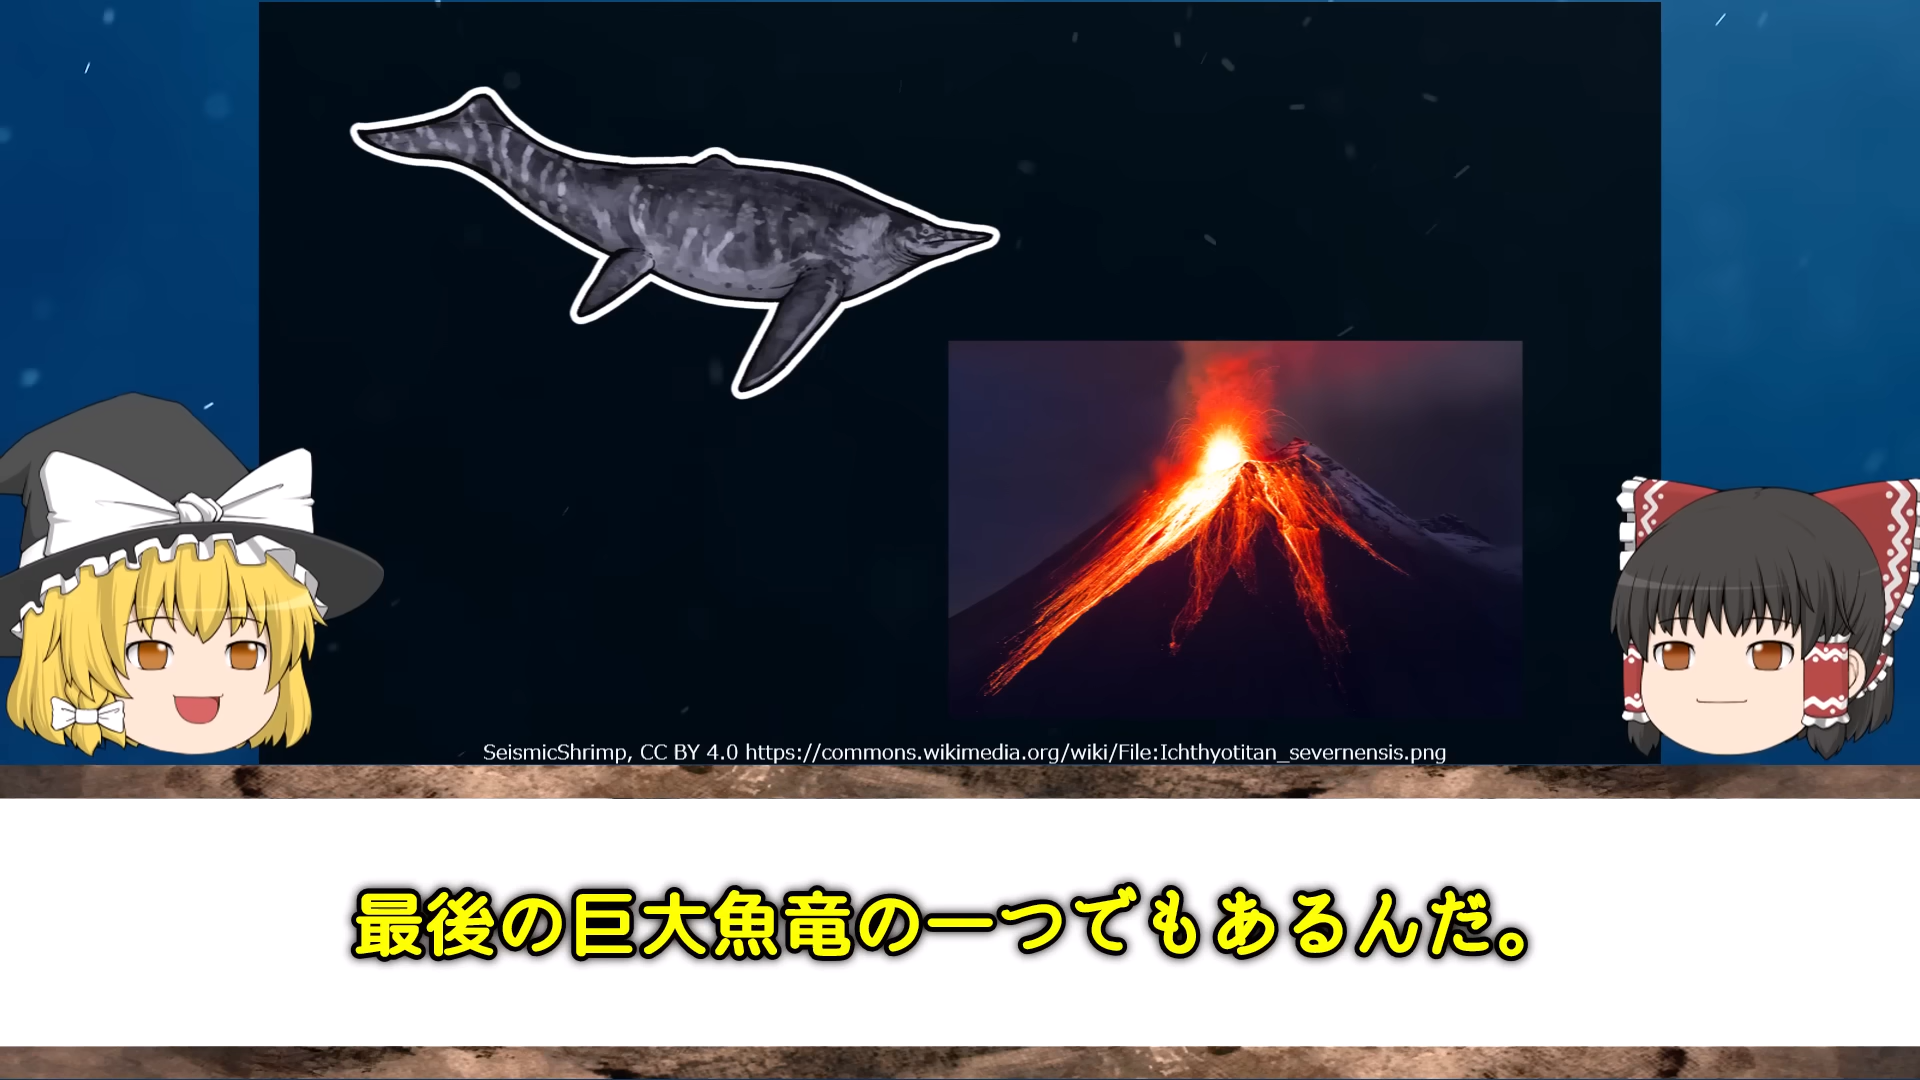 SeismicShrimp, CC BY 4.0 https://commons.wikimedia.org/wiki/File:Ichthyotitan_severnensis.png
最後の巨大魚竜の一つでもあるんだ。